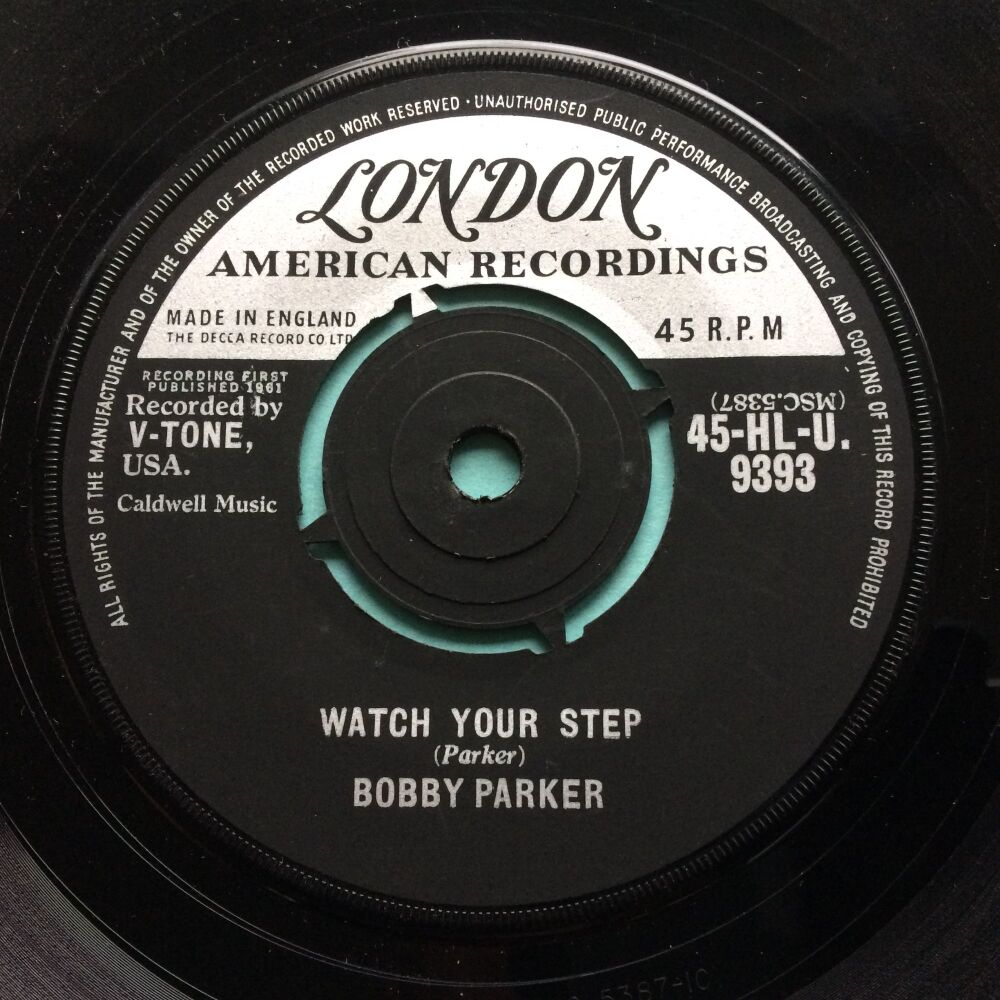 ALL RIGHTS OF THE MANUFACTURER AND OF THE OWNER OF THE RECORDED WORK RESERVED · UNAUTHORISED PUBLIC PERFORMANCE BROADCASTING AND COPYING OF THIS RECORD PROHIBITED
LONDON
AMERICAN RECORDINGS
MADE IN ENGLAND
THE DECCA RECORD CO LTD
45 R.P.M
RECORDING FIRST
PUBLISHED 1961
Recorded by
V-TONE,
USA.
Caldwell Music
(MSC.5387)
45-HL-U.
9393
WATCH YOUR STEP
(Parker)
BOBBY PARKER
5387-1C